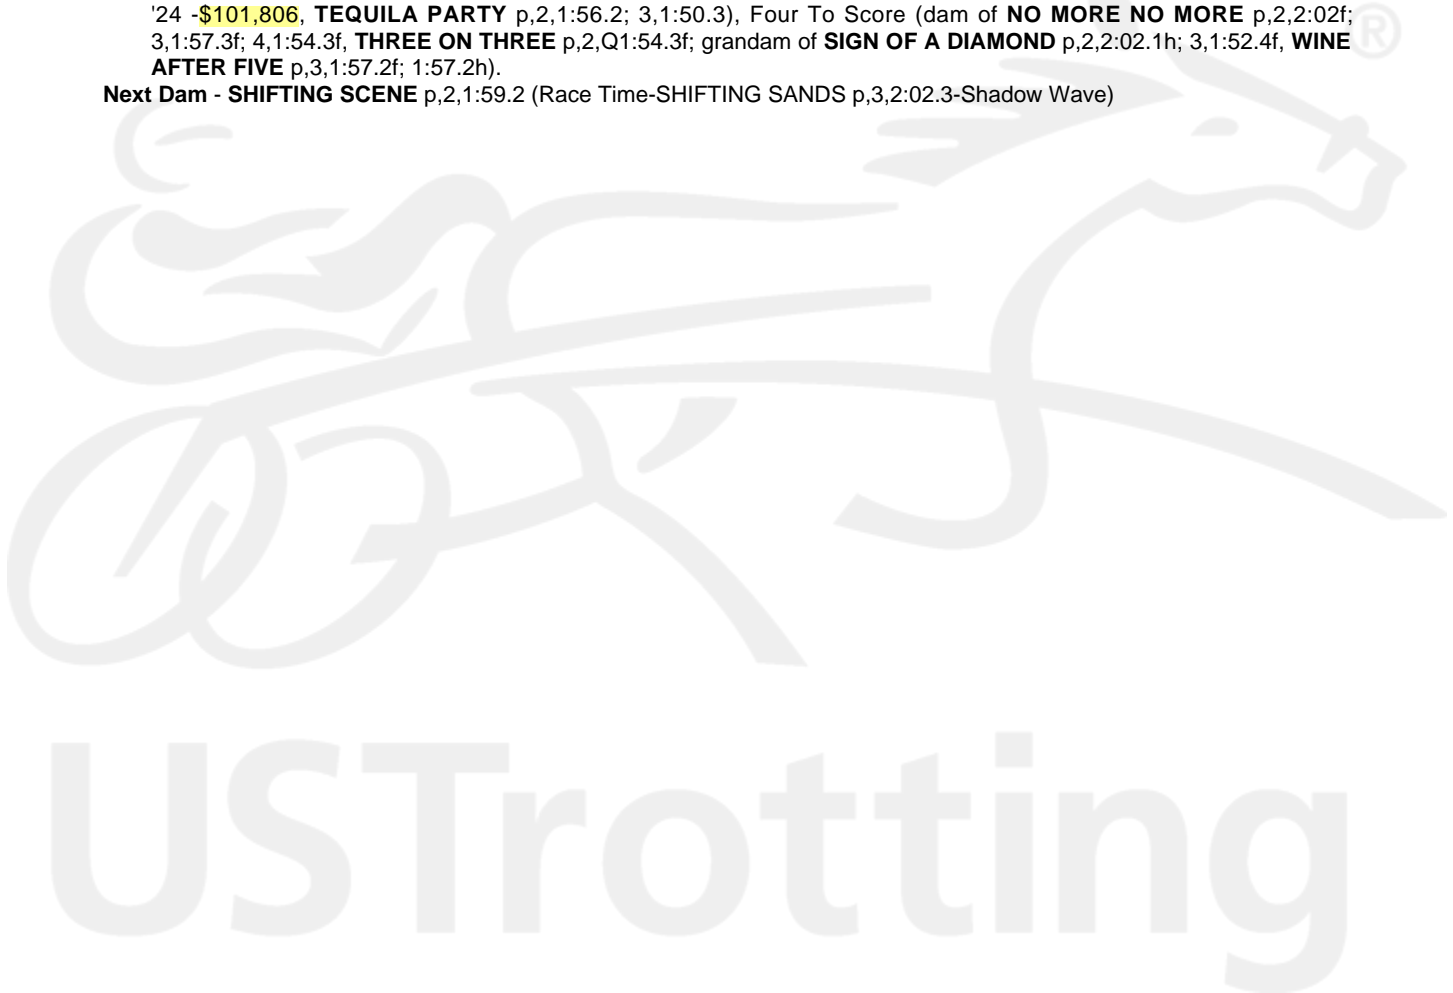 '24 -$101,806, TEQUILA PARTY p,2,1:56.2; 3,1:50.3), Four To Score (dam of NO MORE NO MORE p,2,2:02f;
3,1:57.3f; 4,1:54.3f, THREE ON THREE p,2,Q1:54.3f; grandam of SIGN OF A DIAMOND p,2,2:02.1h; 3,1:52.4f, WINE
AFTER FIVE p,3,1:57.2f; 1:57.2h).
Next Dam - SHIFTING SCENE p,2,1:59.2 (Race Time-SHIFTING SANDS p,3,2:02.3-Shadow Wave)
®
USTrotting